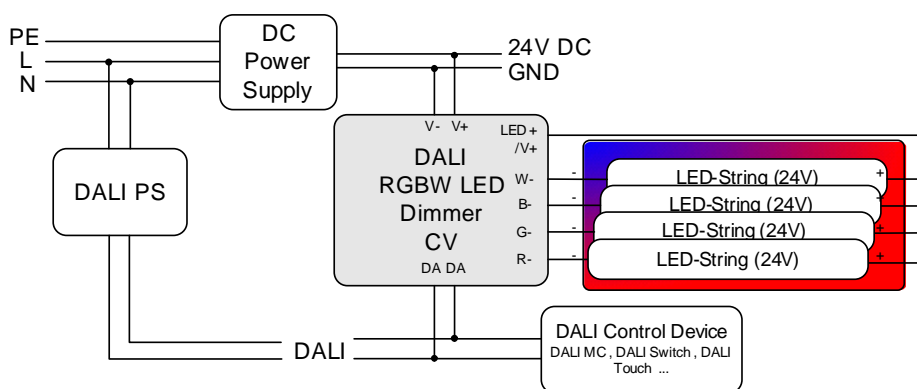 PE
L
N
DC
Power
Supply
24V DC
GND
V- V+
LED+
/V+
DALI
RGBW LED
Dimmer
CV
W-
B-
G-
R-
DA DA
- LED-String (24V) +
- LED-String (24V) +
- LED-String (24V) +
- LED-String (24V) +
DALI PS
DALI
DALI Control Device
DALI MC , DALI Switch , DALI
Touch ...